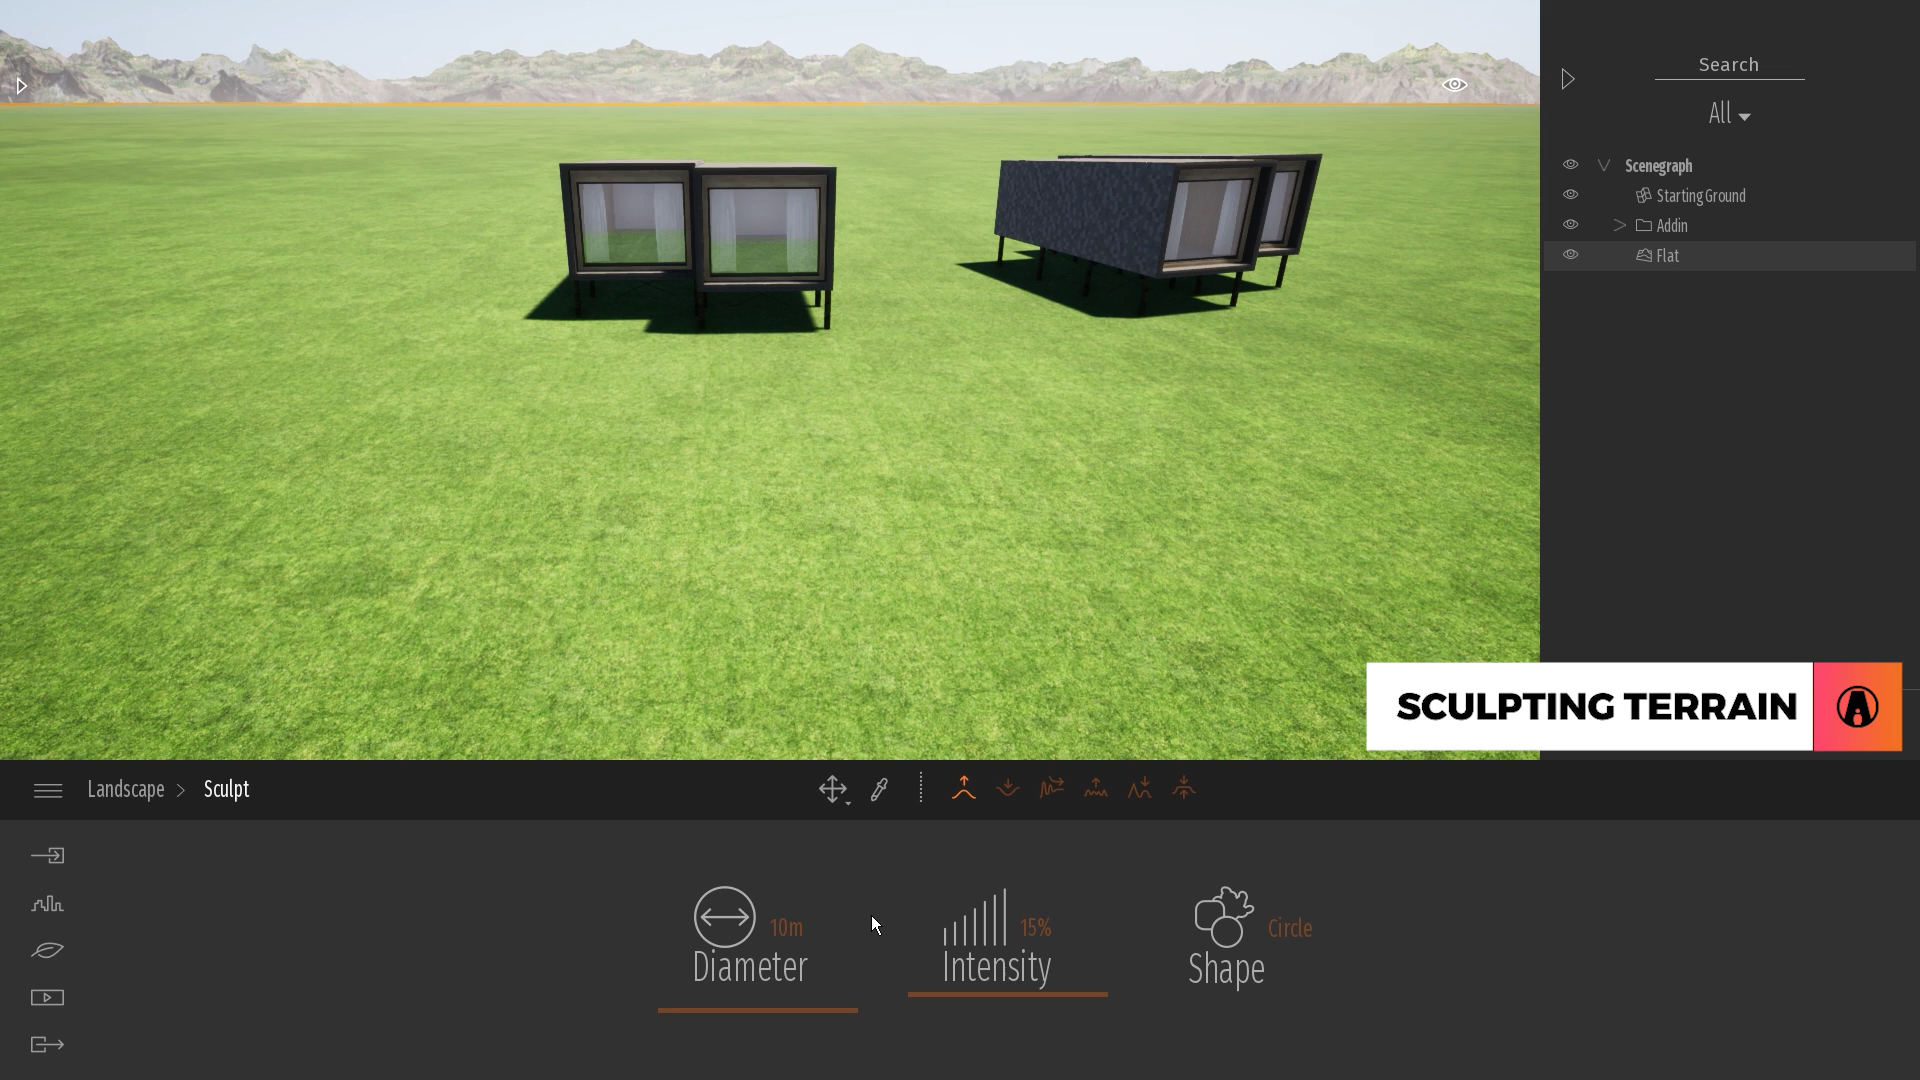 Search
All
Scenegraph
Starting Ground
Addin
Flat
SCULPTING TERRAIN
Landscape > Sculpt
10m
Diameter
15%
Intensity
Circle
Shape